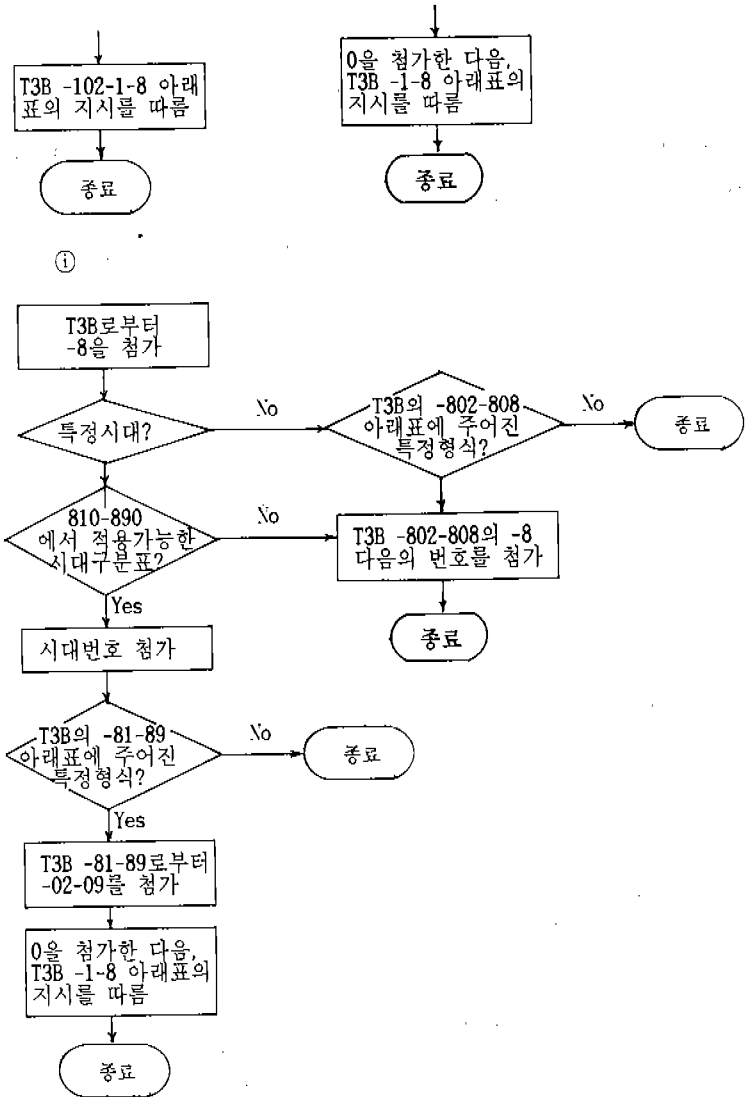 T3B -102-1-8 아래
표의 지시를 따름
종료
0을 첨가한 다음,
T3B -1-8 아래표의
지시를 따름
종료
ⓘ
T3B로부터
-8을 첨가
특정시대?
No
T3B의 -802-808
아래표에 주어진
특정형식?
No
종료
810-890
에서 적용가능한
시대구분표?
No
T3B -802-808의 -8
다음의 번호를 첨가
종료
Yes
시대번호 첨가
T3B의 -81-89
아래표에 주어진
특정형식?
No
종료
Yes
T3B -81-89로부터
-02-09를 첨가
0을 첨가한 다음,
T3B -1-8 아래표의
지시를 따름
종료